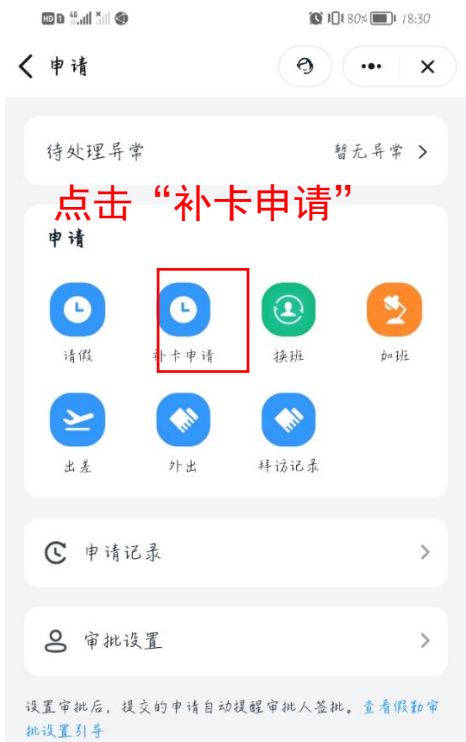 HD 46 80% 18:30
申请
待处理异常 暂无异常
点击“补卡申请”
申请
请假 补卡申请 换班 加班
出差 外出 拜访记录
申请记录
审批设置
设置审批后，提交的申请自动提醒审批人签批。查看假勤审
批设置引导